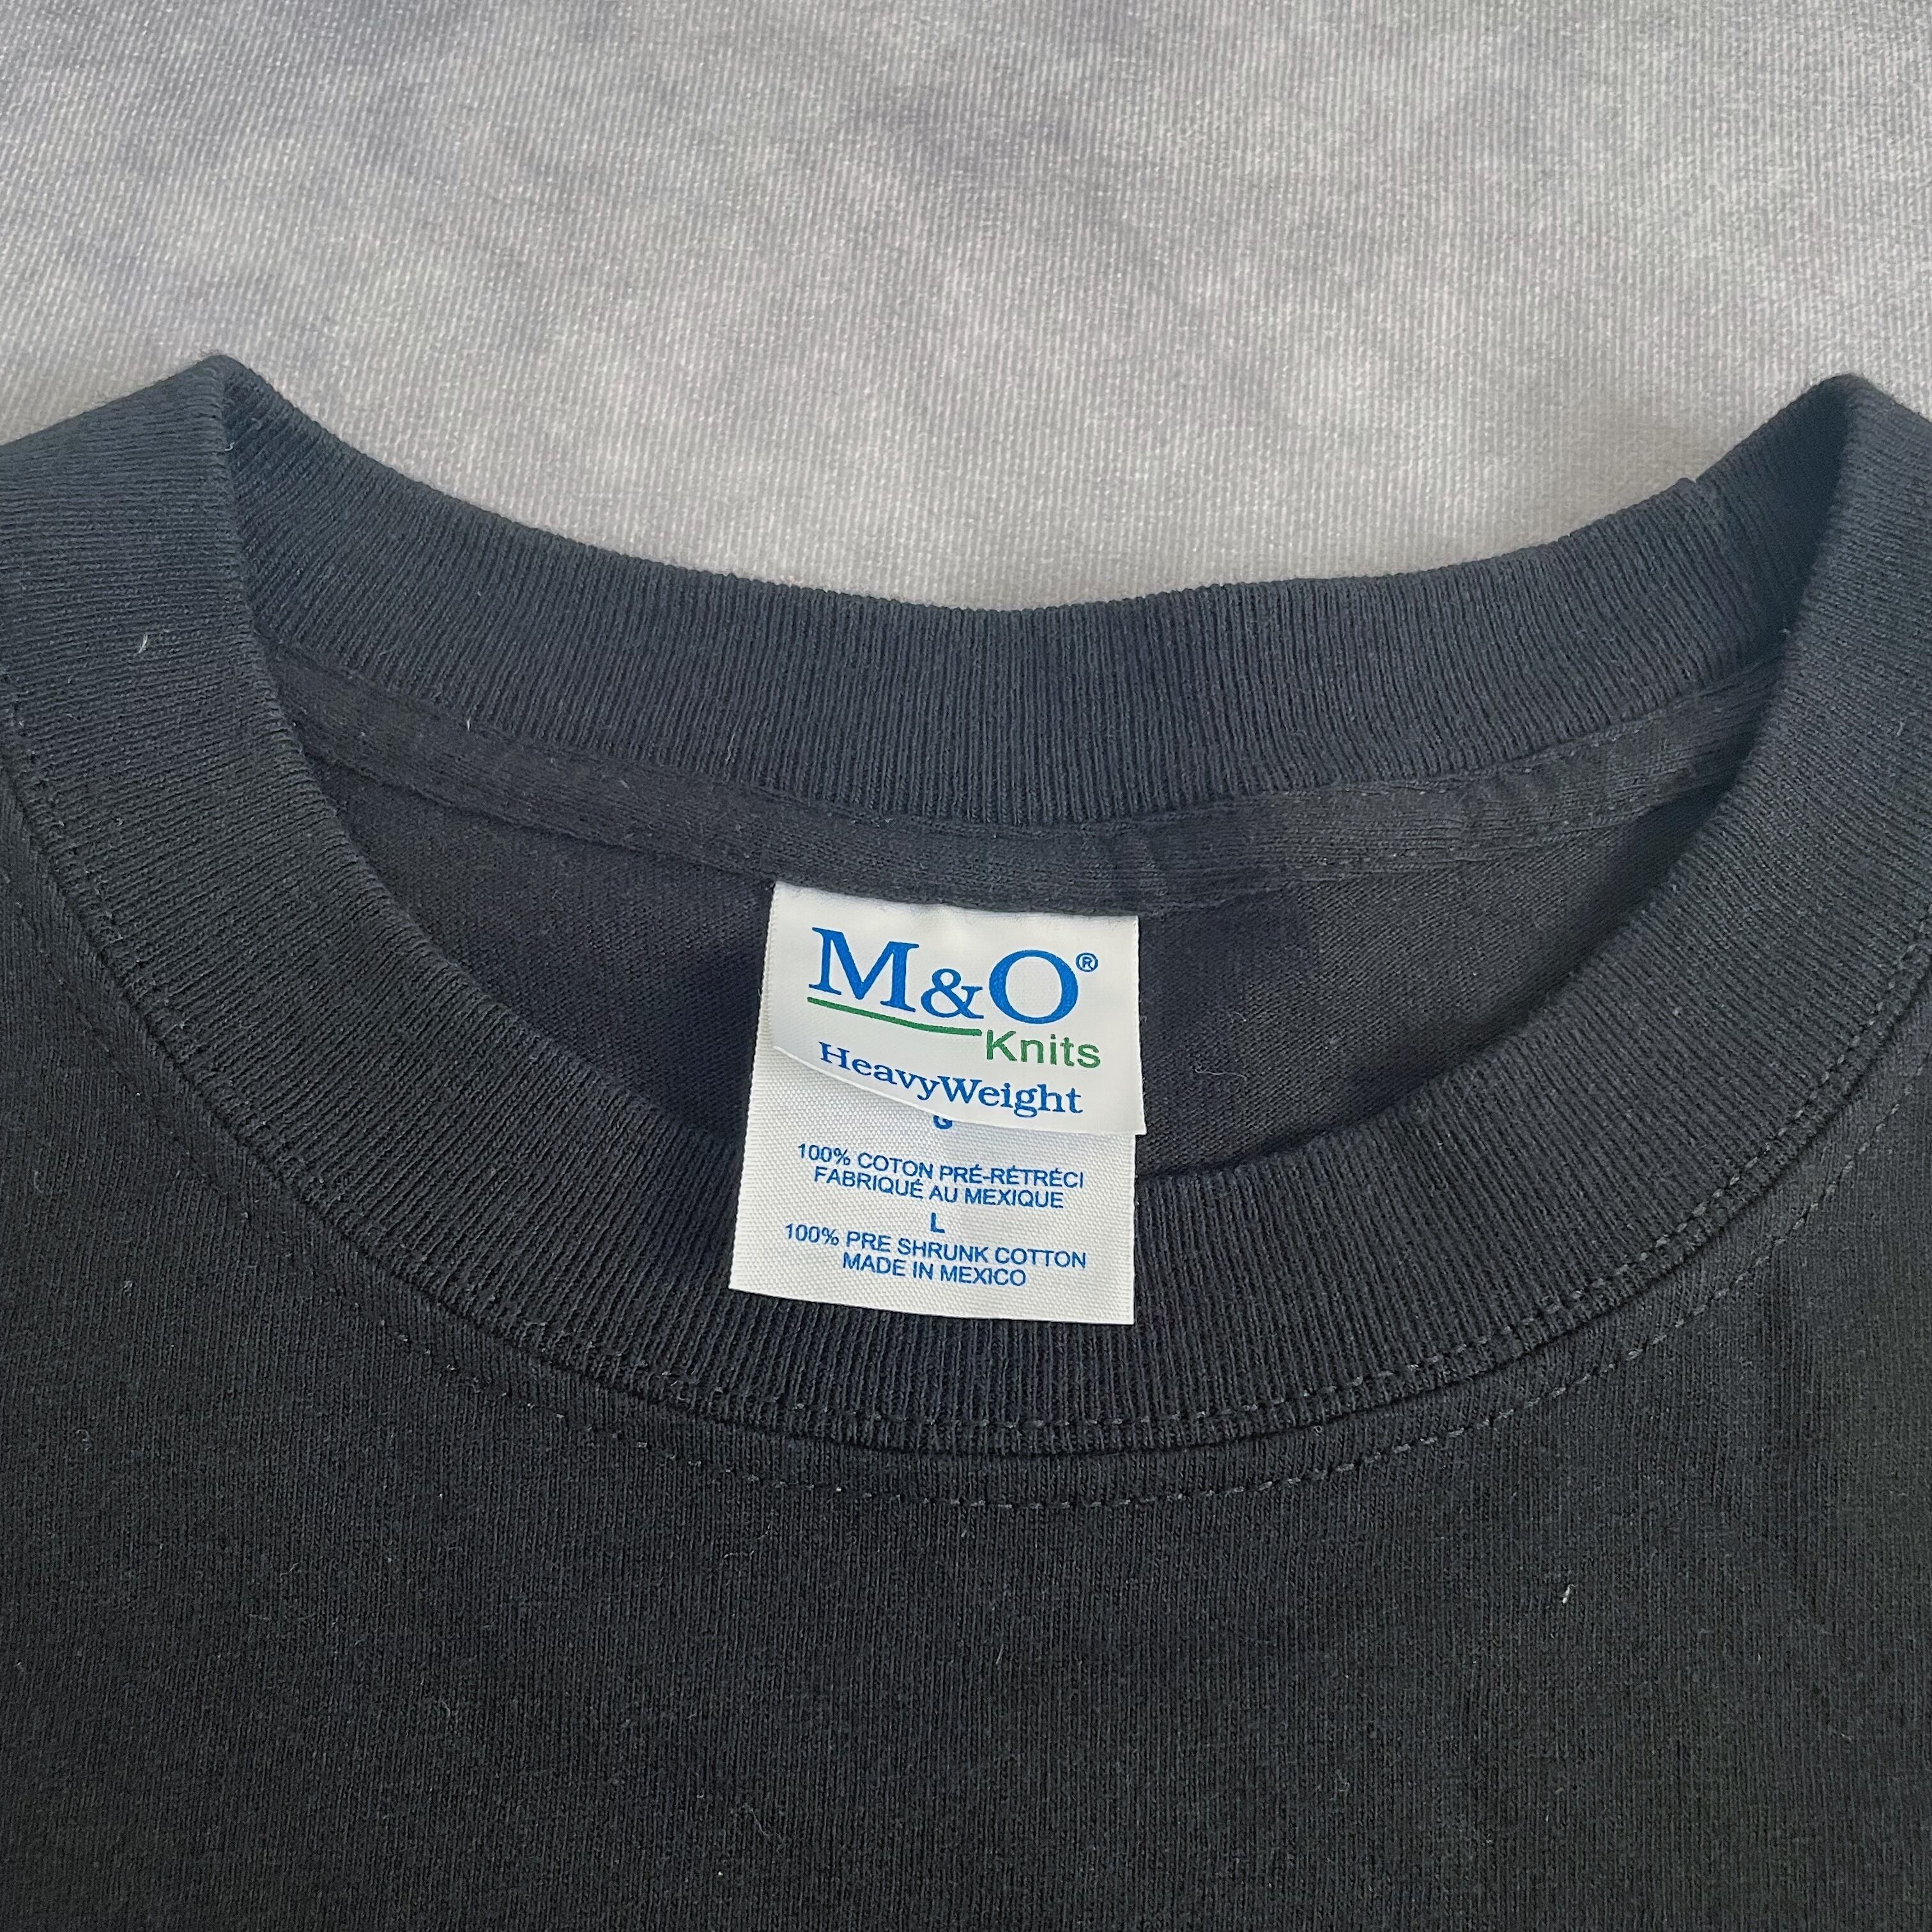 M&O®
Knits
HeavyWeight
G
100% COTON PRÉ-RÉTRÉCI
FABRIQUÉ AU MEXIQUE
L
100% PRE SHRUNK COTTON
MADE IN MEXICO